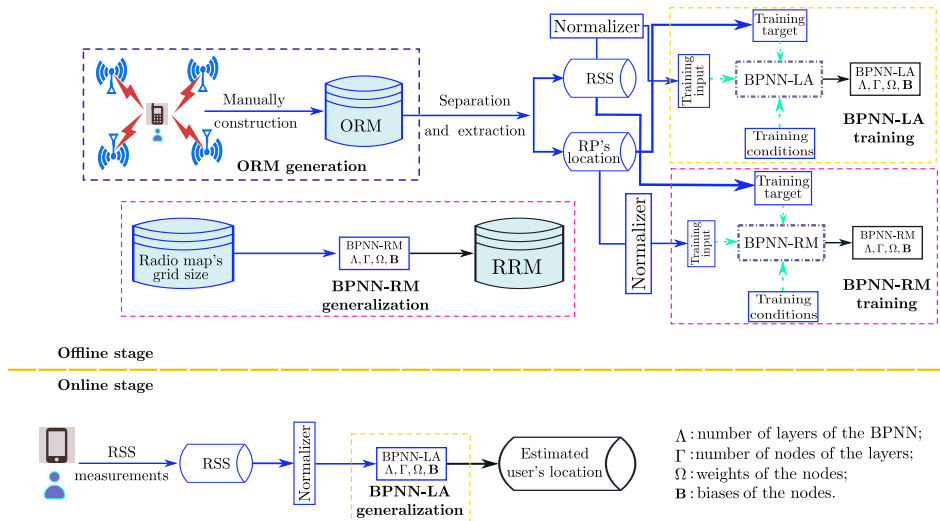 Normalizer
Training
target
Training
input
BPNN-LA
BPNN-LA
Λ, Γ, Ω, B
BPNN-LA
training
Training
conditions
Manually
construction
ORM
ORM generation
Separation
and extraction
RSS
RP's
location
Normalizer
Training
target
Training
input
BPNN-RM
BPNN-RM
Λ, Γ, Ω, B
BPNN-RM
training
Training
conditions
Radio map's
grid size
BPNN-RM
Λ, Γ, Ω, B
RRM
BPNN-RM
generalization
Offline stage
Online stage
RSS
measurements
RSS
Normalizer
BPNN-LA
Λ, Γ, Ω, B
BPNN-LA
generalization
Estimated
user's location
Λ : number of layers of the BPNN;
Γ : number of nodes of the layers;
Ω : weights of the nodes;
B : biases of the nodes.